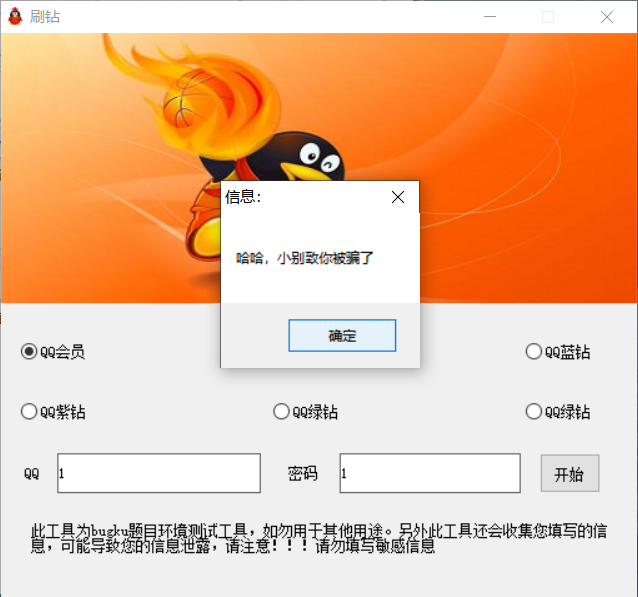 刷钻
信息：
哈哈，小别致你被骗了
确定
QQ会员
QQ蓝钻
QQ紫钻
QQ绿钻
QQ绿钻
QQ
1
密码
1
开始
此工具为bugku题目环境测试工具，如勿用于其他用途。另外此工具还会收集您填写的信
息，可能导致您的信息泄露，请注意！！！请勿填写敏感信息